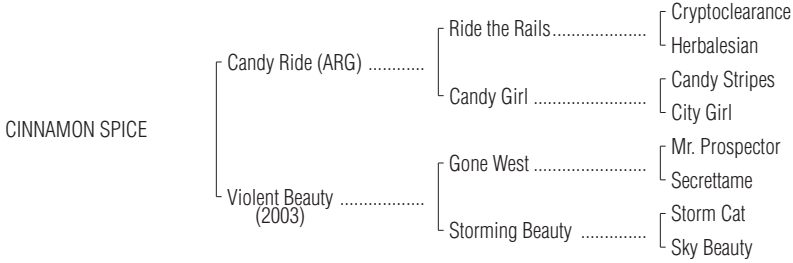 Cryptoclearance
Ride the Rails....................
Herbalesian
Candy Ride (ARG) ............
Candy Stripes
Candy Girl ........................
City Girl
CINNAMON SPICE
Mr. Prospector
Gone West ........................
Secrettame
Violent Beauty ..................
(2003)
Storm Cat
Storming Beauty ..............
Sky Beauty